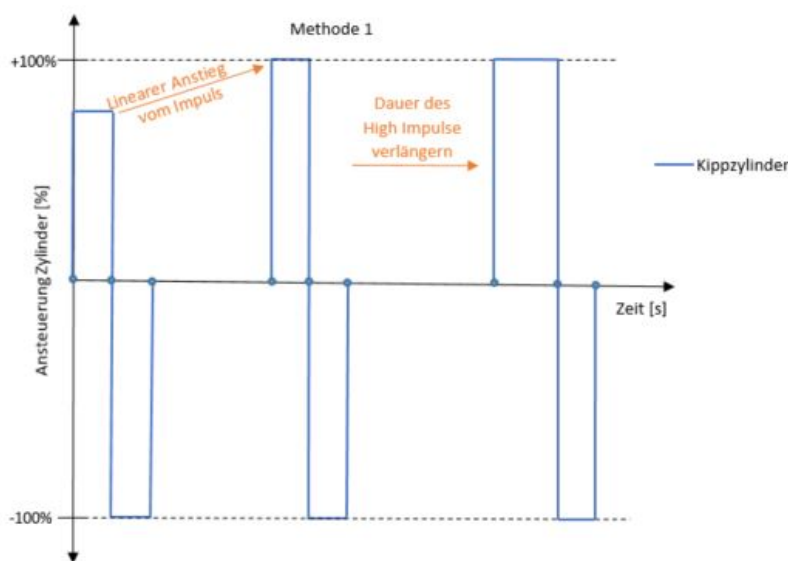 Methode 1
+100%
Linearer Anstieg
vom Impuls
Dauer des
High Impulse
verlängern
Kippzylinder
Ansteuerung Zylinder [%]
Zeit [s]
-100%